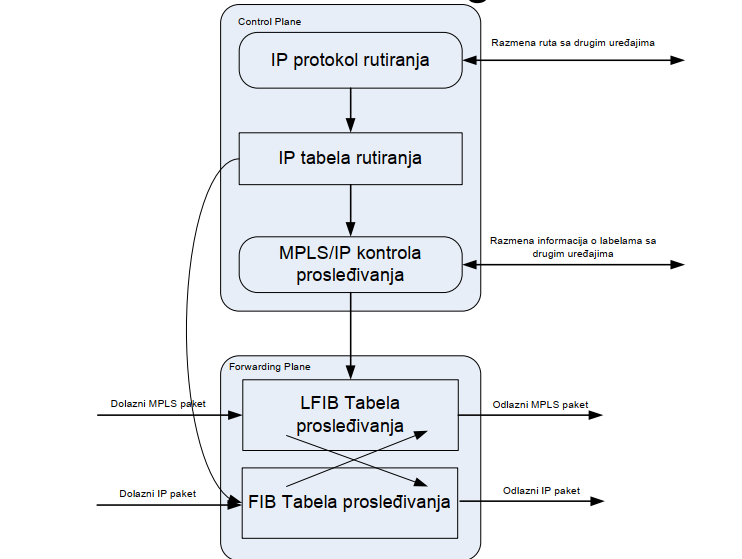 Control Plane
IP protokol rutiranja
Razmena ruta sa drugim uređajima
IP tabela rutiranja
MPLS/IP kontrola
prosleđivanja
Razmena informacija o labelama sa
drugim uređajima
Forwarding Plane
LFIB Tabela
prosleđivanja
Dolazni MPLS paket
Odlazni MPLS paket
FIB Tabela prosleđivanja
Dolazni IP paket
Odlazni IP paket